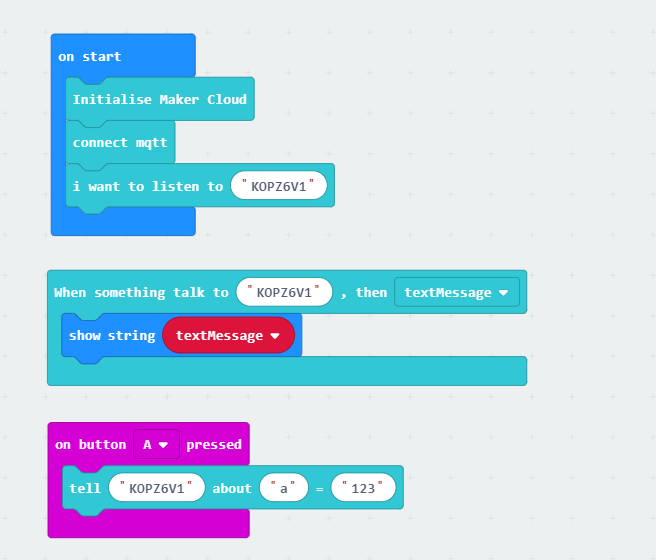 on start
Initialise Maker Cloud
connect mqtt
i want to listen to "KOPZ6V1"
When something talk to "KOPZ6V1" , then textMessage
show string textMessage
on button A pressed
tell "KOPZ6V1" about "a" = "123"